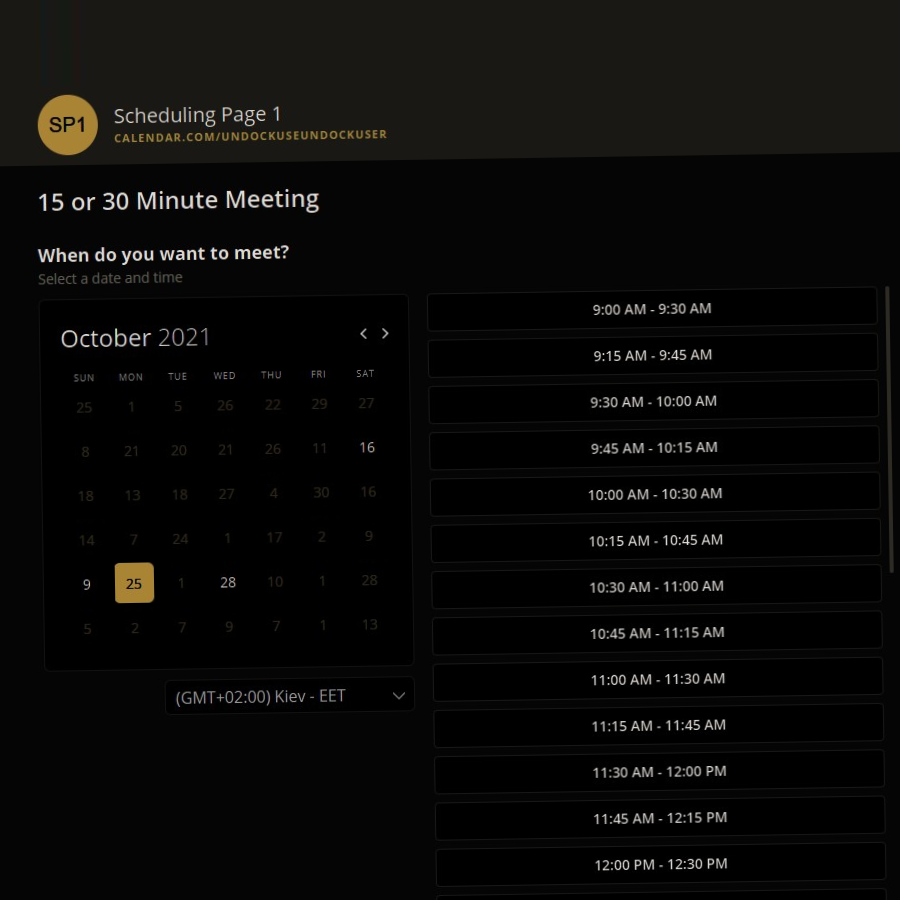 SP1
Scheduling Page 1
CALENDAR.COM/UNDOCKUSEUNDOCKUSER
15 or 30 Minute Meeting
When do you want to meet?
Select a date and time
October 2021
SUN MON TUE WED THU FRI SAT
25 1 5 26 22 29 27
8 21 20 21 26 11 16
18 13 18 27 4 30 16
14 7 24 1 17 2 9
9 25 1 28 10 1 28
5 2 7 9 7 1 13
(GMT+02:00) Kiev - EET
9:00 AM - 9:30 AM
9:15 AM - 9:45 AM
9:30 AM - 10:00 AM
9:45 AM - 10:15 AM
10:00 AM - 10:30 AM
10:15 AM - 10:45 AM
10:30 AM - 11:00 AM
10:45 AM - 11:15 AM
11:00 AM - 11:30 AM
11:15 AM - 11:45 AM
11:30 AM - 12:00 PM
11:45 AM - 12:15 PM
12:00 PM - 12:30 PM